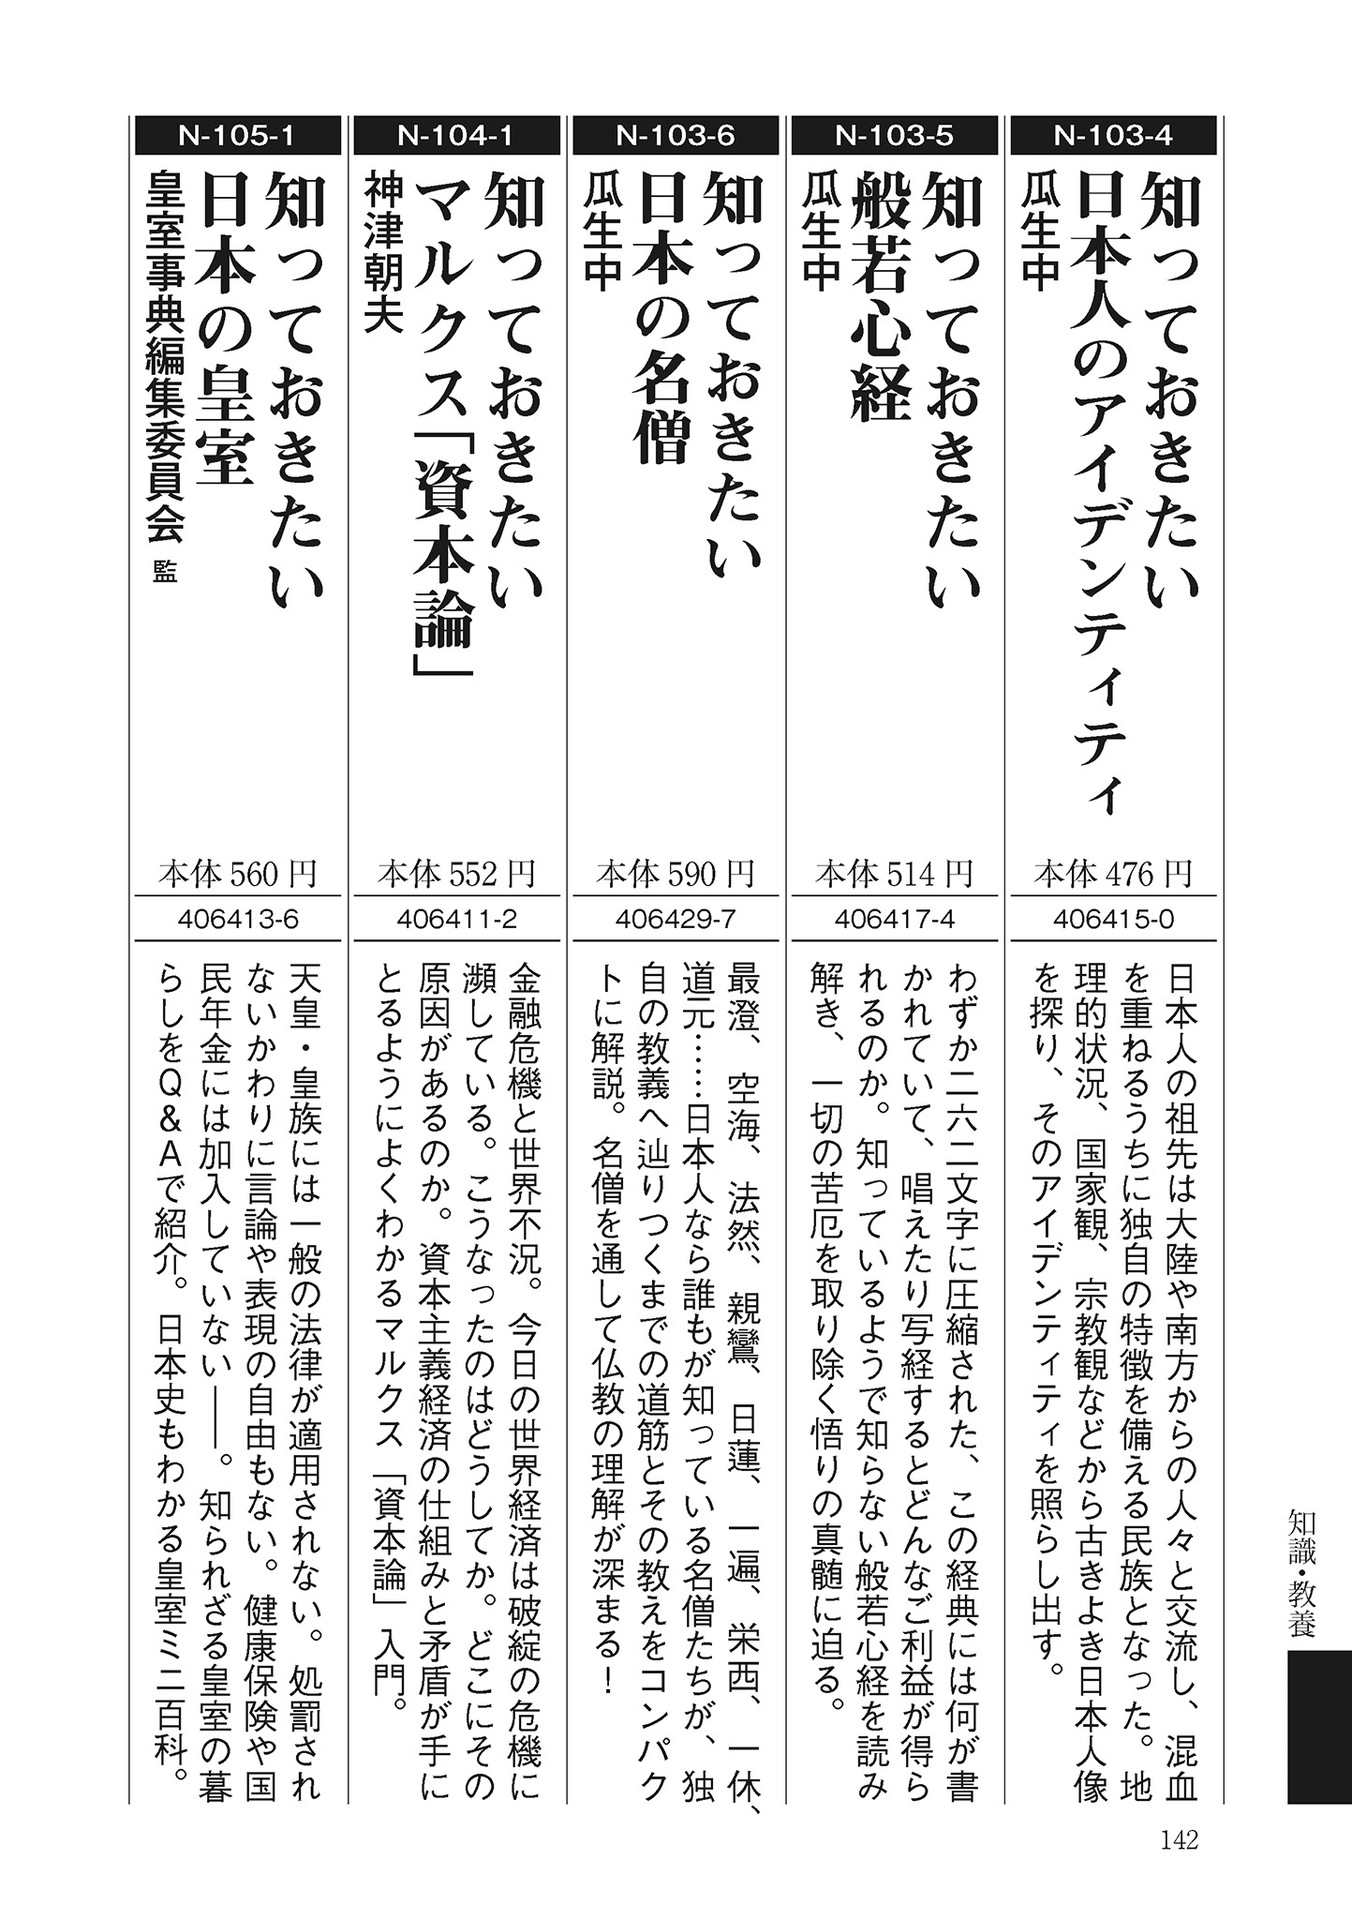 N-103-4
知っておきたい
日本人のアイデンティティ
瓜生中
本体476円
406415-0
日本人の祖先は大陸や南方からの人々と交流し、混血
を重ねるうちに独自の特徴を備える民族となった。地
理的状況、国家観、宗教観などから古きよき日本人像
を探り、そのアイデンティティを照らし出す。
N-103-5
知っておきたい
般若心経
瓜生中
本体514円
406417-4
わずか二六二文字に圧縮された、この経典には何が書
かれていて、唱えたり写経するとどんなご利益が得ら
れるのか。知っているようで知らない般若心経を読み
解き、一切の苦厄を取り除く悟りの真髄に迫る。
N-103-6
知っておきたい
日本の名僧
瓜生中
本体590円
406429-7
最澄、空海、法然、親鸞、日蓮、一遍、栄西、一休、
道元……日本人なら誰もが知っている名僧たちが、独
自の教義へ辿りつくまでの道筋とその教えをコンパク
トに解説。名僧を通して仏教の理解が深まる！
N-104-1
知っておきたい
マルクス「資本論」
神津朝夫
本体552円
406411-2
金融危機と世界不況。今日の世界経済は破綻の危機に
瀕している。こうなったのはどうしてか。どこにその
原因があるのか。資本主義経済の仕組みと矛盾が手に
とるようによくわかるマルクス「資本論」入門。
N-105-1
知っておきたい
日本の皇室
皇室事典編集委員会 監
本体560円
406413-6
天皇・皇族には一般の法律が適用されない。処罰され
ないかわりに言論や表現の自由もない。健康保険や国
民年金には加入していない――。知られざる皇室の暮
らしをQ&Aで紹介。日本史もわかる皇室ミニ百科。
知識・教養
142